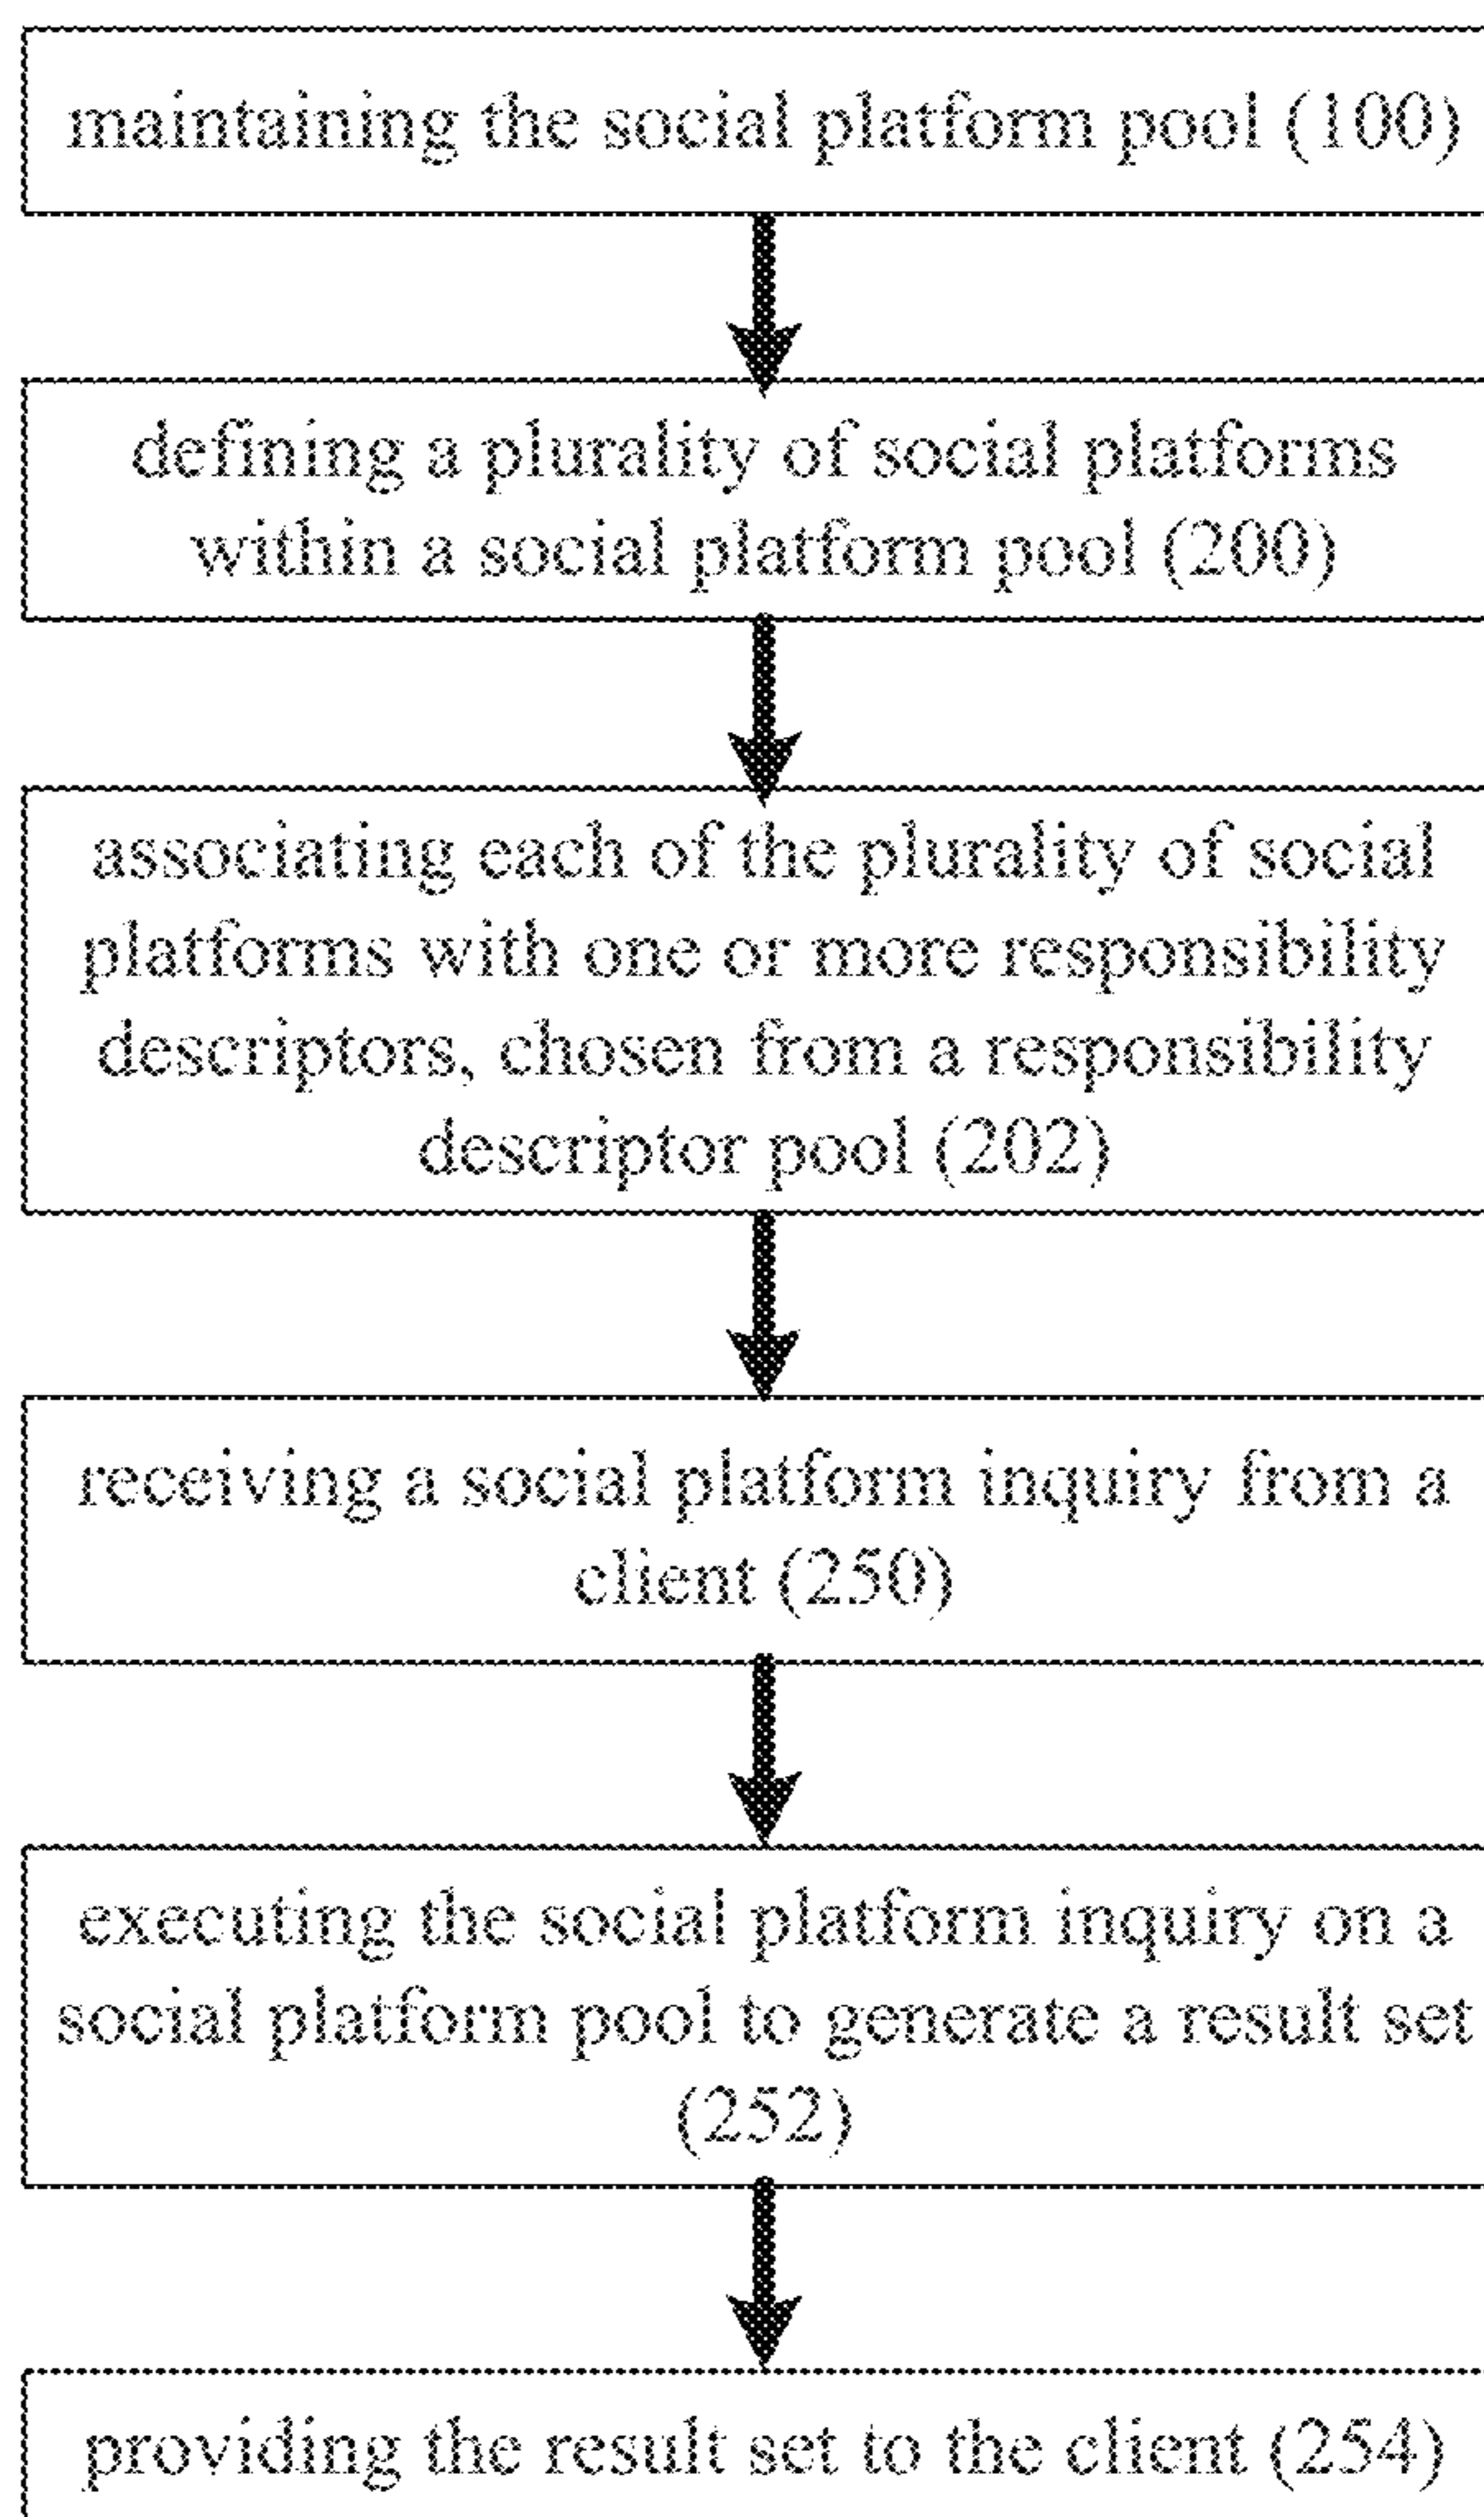 maintaining the social platform pool (100)
defining a plurality of social platforms
within a social platform pool (200)
associating each of the plurality of social
platforms with one or more responsibility
descriptors, chosen from a responsibility
descriptor pool (202)
receiving a social platform inquiry from a
client (250)
executing the social platform inquiry on a
social platform pool to generate a result set
(252)
providing the result set to the client (254)